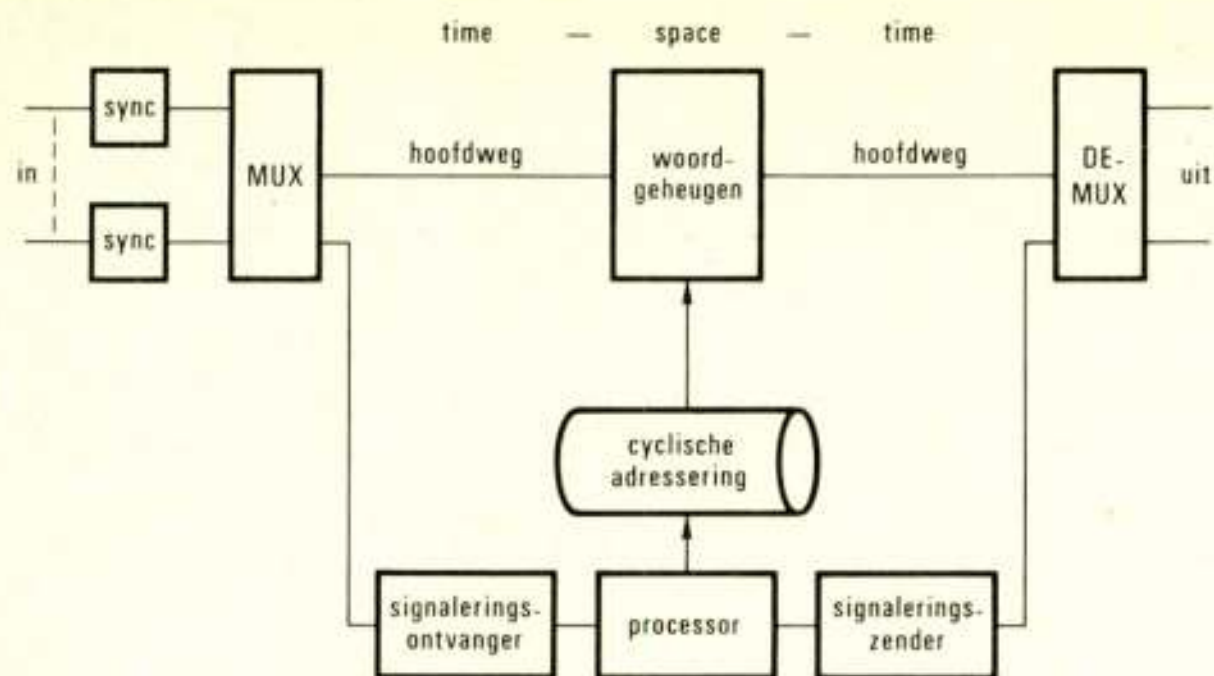 time — space — time
sync
in
MUX
hoofdweg
woord-
geheugen
hoofdweg
DE-
MUX
uit
sync
cyclische
adressering
signalerings-
ontvanger
processor
signalerings-
zender